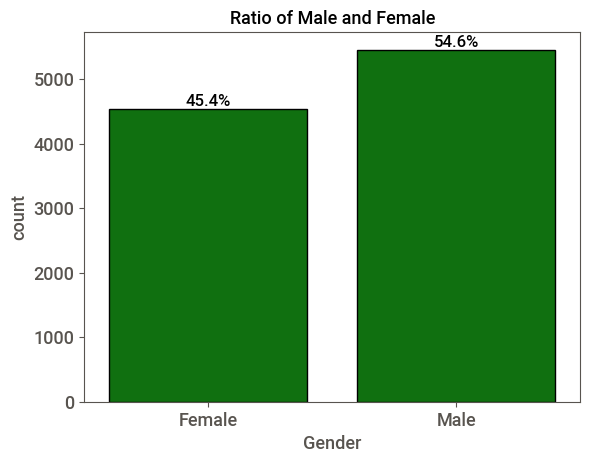 Ratio of Male and Female
54.6%
45.4%
5000
4000
3000
2000
1000
0
count
Female
Male
Gender